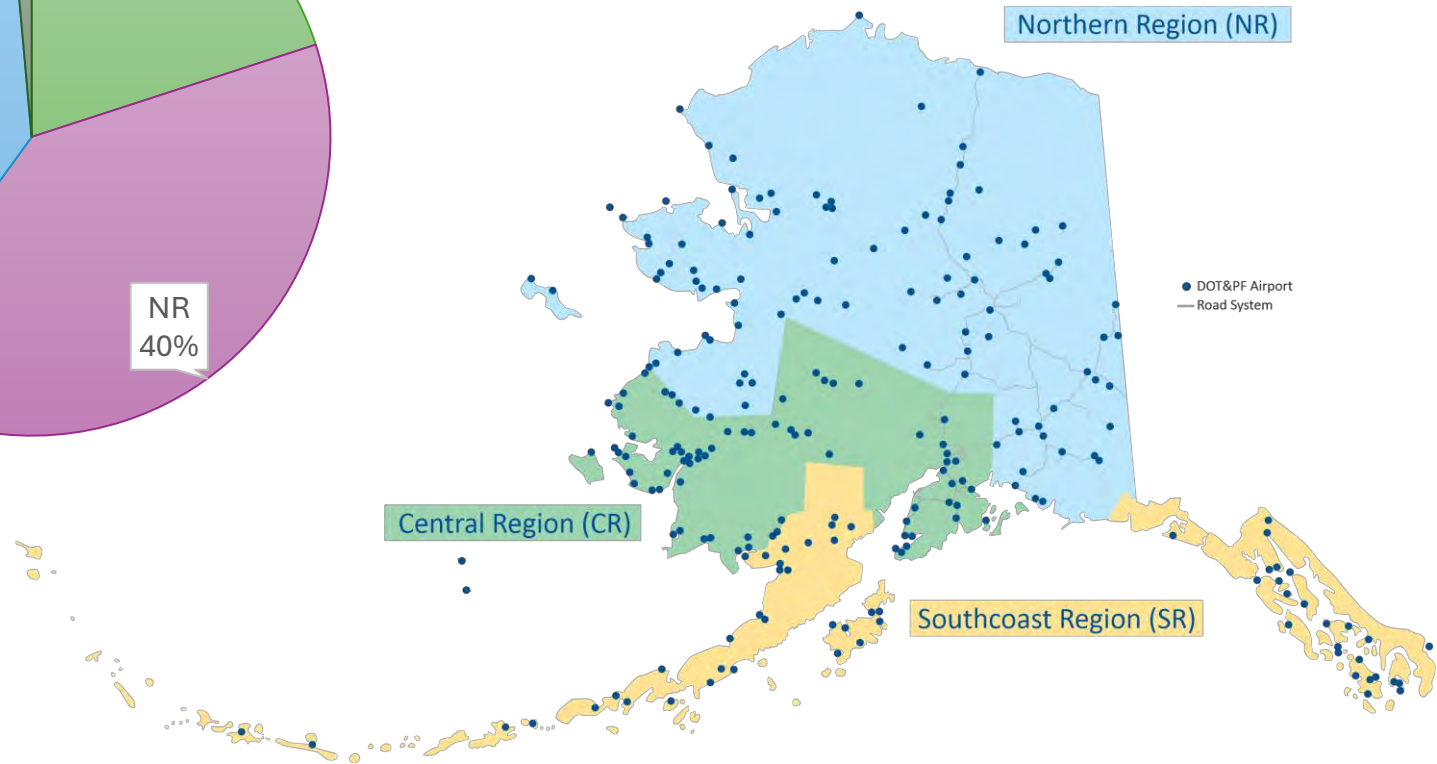 Northern Region (NR)
DOT&PF Airport
Road System
NR
40%
Central Region (CR)
Southcoast Region (SR)